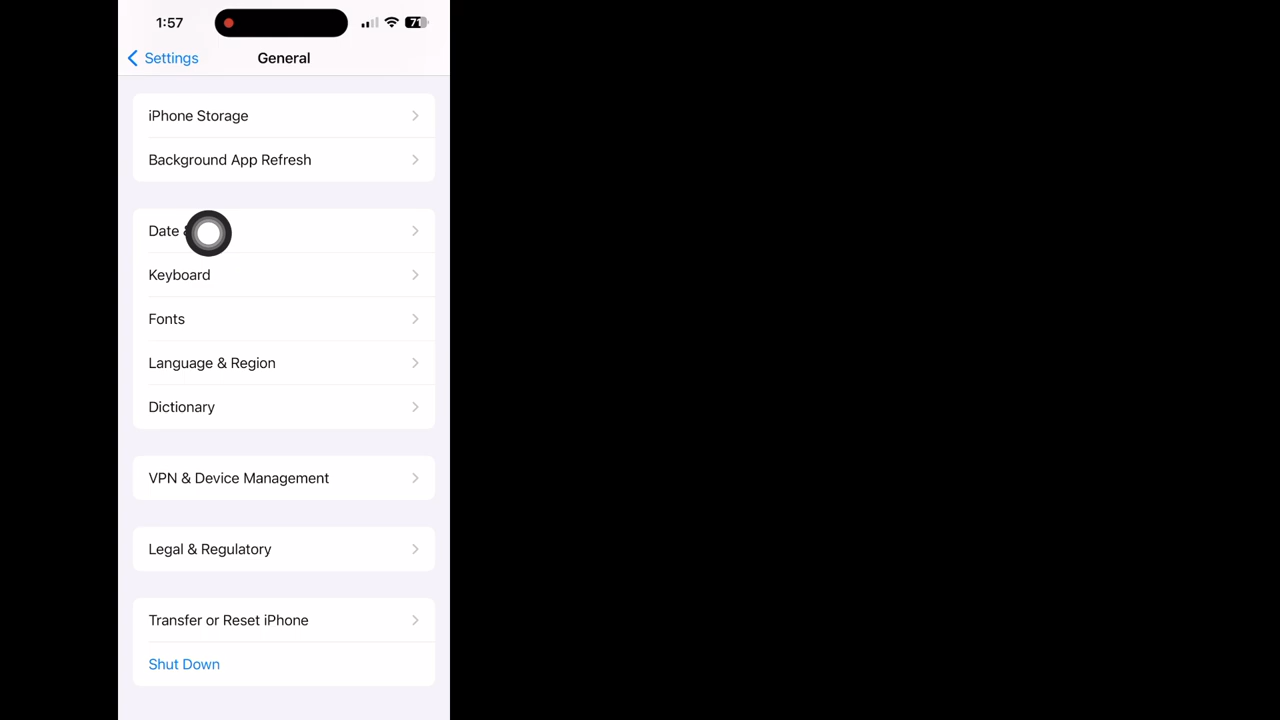 1:57
71
Settings
General
iPhone Storage
Background App Refresh
Date
Keyboard
Fonts
Language & Region
Dictionary
VPN & Device Management
Legal & Regulatory
Transfer or Reset iPhone
Shut Down